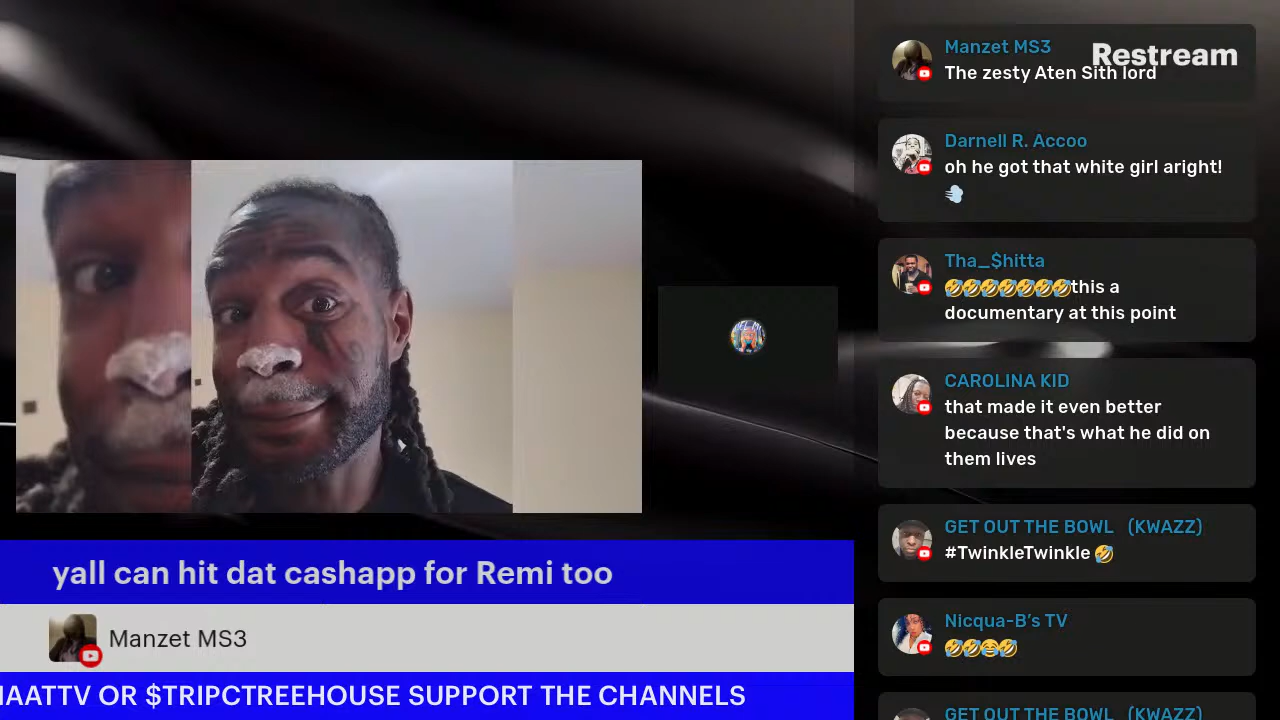 Restream
Manzet MS3
The zesty Aten Sith lord
Darnell R. Accoo
oh he got that white girl aright!
💨
Tha_$hitta
🤣🤣🤣🤣🤣🤣🤣this a
documentary at this point
CAROLINA KID
that made it even better
because that's what he did on
them lives
GET OUT THE BOWL (KWAZZ)
#TwinkleTwinkle 🤣
Nicqua-B’s TV
🤣🤣😂🤣
GET OUT THE BOWL (KWAZZ)
yall can hit dat cashapp for Remi too
Manzet MS3
IAATTV OR $TRIPCTREEHOUSE SUPPORT THE CHANNELS